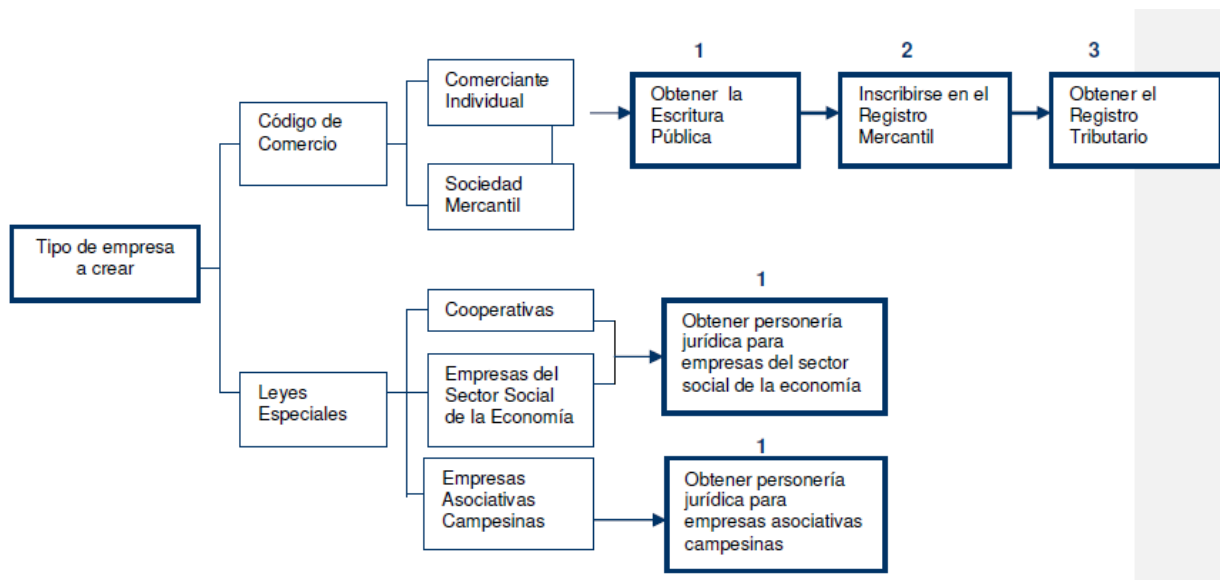 1
2
3
Comerciante
Individual
Obtener la
Escritura
Pública
Inscribirse en el
Registro
Mercantil
Obtener el
Registro
Tributario
Código de
Comercio
Sociedad
Mercantil
Tipo de empresa
a crear
1
Cooperativas
Obtener personería
jurídica para
empresas del sector
social de la economía
Empresas del
Sector Social
de la Economía
Leyes
Especiales
1
Empresas
Asociativas
Campesinas
Obtener personería
jurídica para
empresas asociativas
campesinas